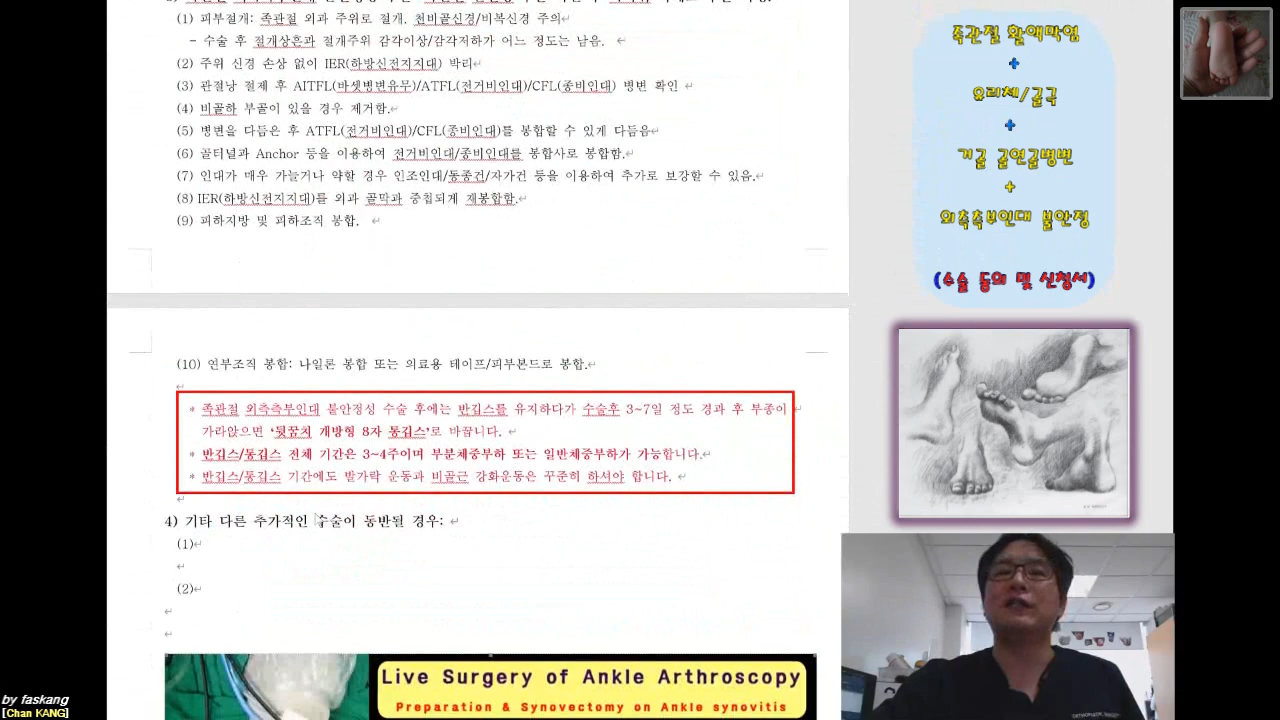 (1) 피부절개: 족관절 외과 주위로 절개, 천비골신경/비복신경 주의
- 수술 후 절개상흔과 절개주위 감각이상/감각저하가 어느 정도는 남음.
(2) 주위 신경 손상 없이 IER(하방신전지지대) 박리
(3) 관절낭 절제 후 AITFL(바셋병변유무)/ATFL(전거비인대)/CFL(종비인대) 병변 확인
(4) 비골하 부골이 있을 경우 제거함.
(5) 병변을 다듬은 후 ATFL(전거비인대)/CFL(종비인대)를 봉합할 수 있게 다듬음
(6) 골터널과 Anchor 등을 이용하여 전거비인대/종비인대를 봉합사로 봉합함.
(7) 인대가 매우 가늘거나 약한 경우 인조인대/동종건/자가건 등을 이용하여 추가로 보강할 수 있음.
(8) IER(하방신전지지대)를 외과 골막과 중첩되게 재봉합함.
(9) 피하지방 및 피하조직 봉합.
(10) 연부조직 봉합: 나일론 봉합 또는 의료용 테이프/피부본드로 봉합.
* 족관절 외측측부인대 불안정성 수술 후에는 반깁스를 유지하다가 수술후 3~7일 정도 경과 후 부종이
가라앉으면 ‘뒷꿈치 개방형 8자 통깁스’로 바꿉니다.
* 반깁스/통깁스 전체 기간은 3~4주이며 부분체중부하 또는 일반체중부하가 가능합니다.
* 반깁스/통깁스 기간에도 발가락 운동과 비골근 강화운동은 꾸준히 하셔야 합니다.
4) 기타 다른 추가적인 수술이 동반될 경우:
(1)
(2)
Live Surgery of Ankle Arthroscopy
Preparation & Synovectomy on Ankle synovitis
족관절 활액막염
+
유리체/골극
+
거골 골연골병변
+
외측측부인대 불안정
(수술 동의 및 신청서)
by faskang
[Chan KANG]